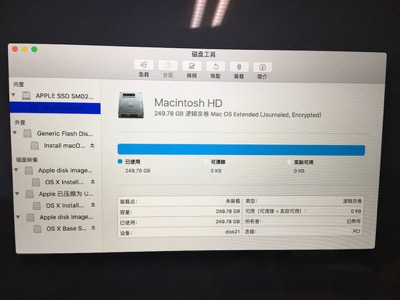 磁盘工具
急救
分区
抹掉
恢复
装载
简介
内置
APPLE SSD SM02...
外置
Generic Flash Dis...
Install macO...
磁盘映像
Apple disk image...
OS X Install...
Apple 已压缩为 U...
OS X Install...
Apple disk image...
OS X Base S...
Macintosh HD
249.78 GB 逻辑宗卷 Mac OS Extended (Journaled, Encrypted)
已使用
249.78 GB
可清除
0 KB
实际可用
0 KB
装载点: 未装载
容量: 249.78 GB
已使用: 249.78 GB
设备: disk21
类型: 逻辑宗卷
可用 (可清除 + 实际可用): 0 KB
所有者: 已停用
连接: PCI